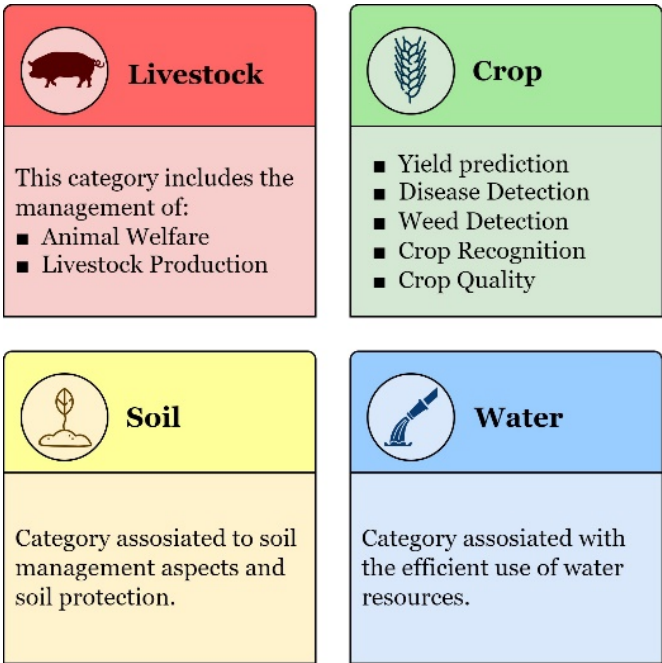 Livestock
This category includes the
management of:
■ Animal Welfare
■ Livestock Production
Crop
■ Yield prediction
■ Disease Detection
■ Weed Detection
■ Crop Recognition
■ Crop Quality
Soil
Category assosiated to soil
management aspects and
soil protection.
Water
Category assosiated with
the efficient use of water
resources.